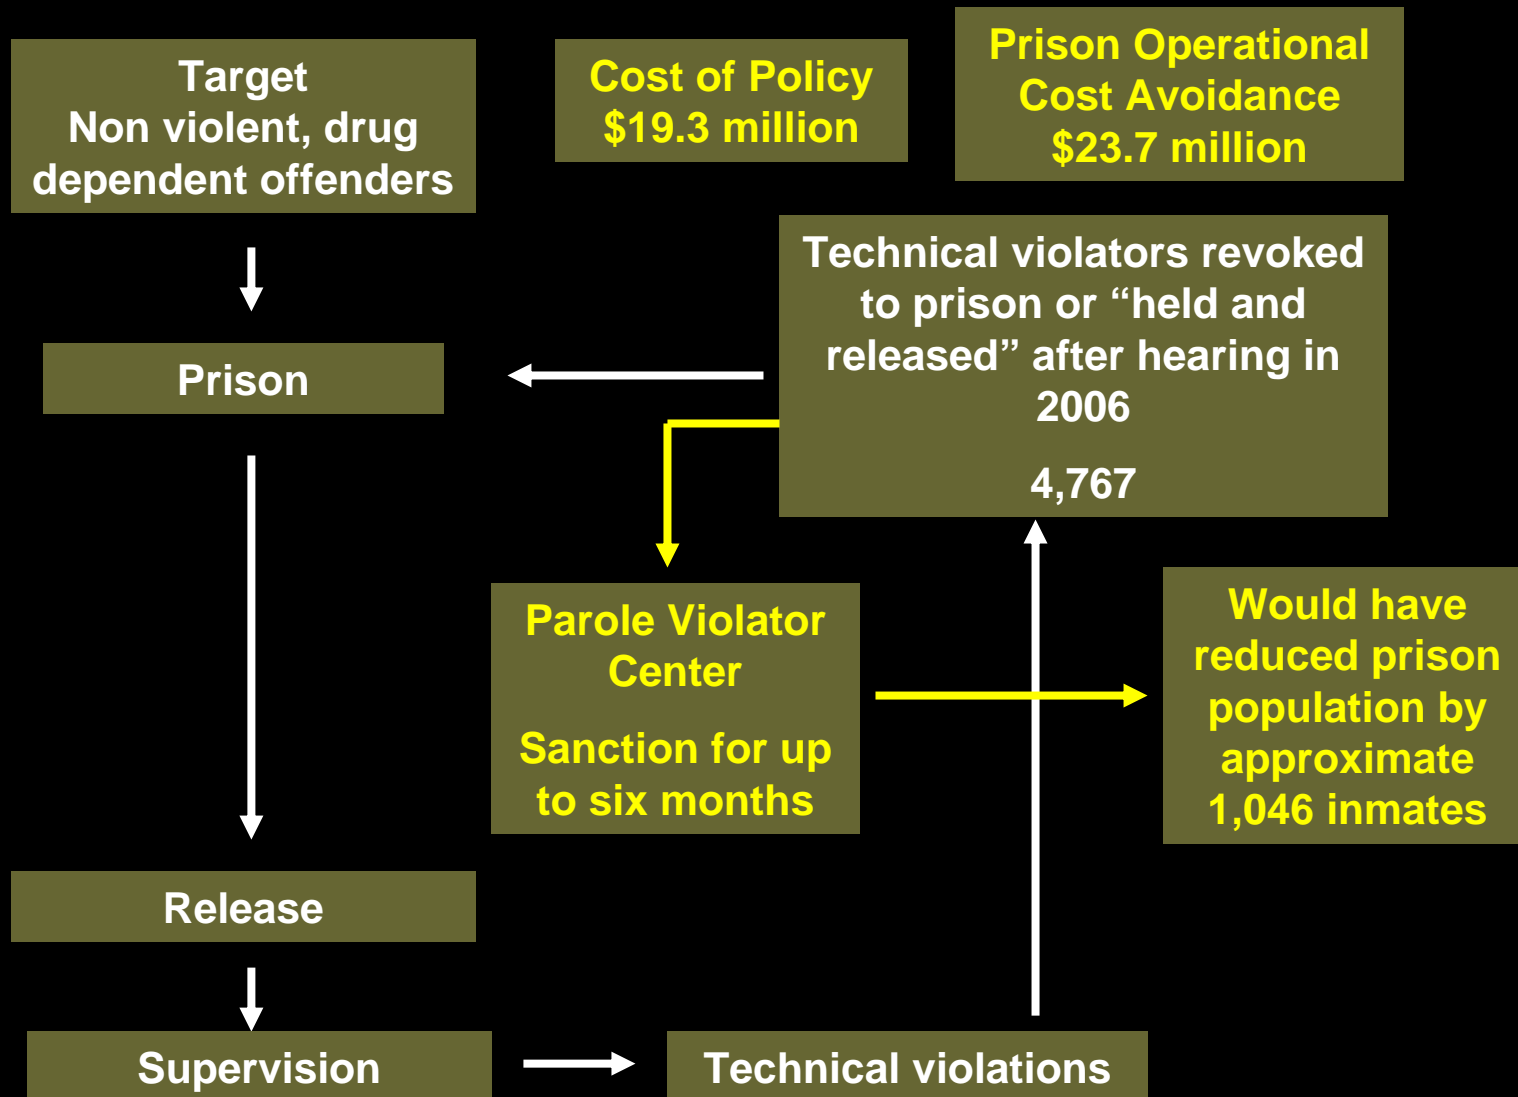 Target
Non violent, drug
dependent offenders
Cost of Policy
$19.3 million
Prison Operational
Cost Avoidance
$23.7 million
Technical violators revoked
to prison or “held and
released” after hearing in
2006
4,767
Prison
Parole Violator
Center
Sanction for up
to six months
Would have
reduced prison
population by
approximate
1,046 inmates
Release
Supervision
Technical violations